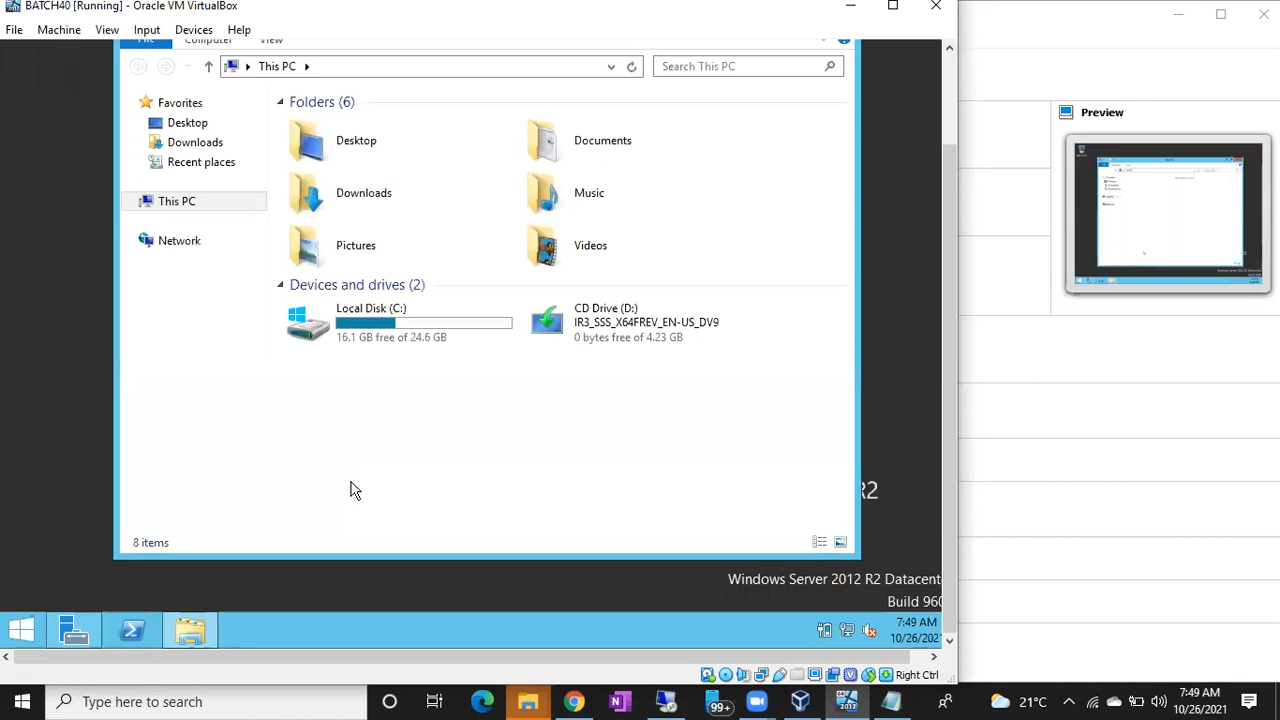 BATCH40 [Running] - Oracle VM VirtualBox
File Machine View Input Devices Help
File Computer View
This PC
Search This PC
Favorites
Desktop
Downloads
Recent places
This PC
Network
Folders (6)
Desktop
Documents
Downloads
Music
Pictures
Videos
Devices and drives (2)
Local Disk (C:)
16.1 GB free of 24.6 GB
CD Drive (D:)
IR3_SSS_X64FREV_EN-US_DV9
0 bytes free of 4.23 GB
8 items
R2
Windows Server 2012 R2 Datacent
Build 960
7:49 AM
10/26/202
Right Ctrl
Preview
Type here to search
99+
2012
21°C
7:49 AM
10/26/2021